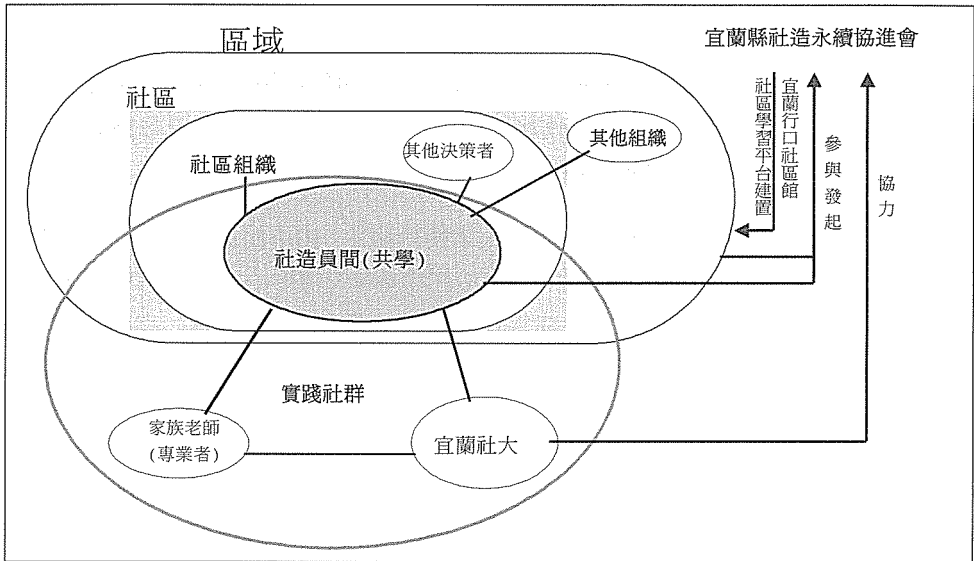 區域
宜蘭縣社造永續協進會
社區
其他決策者
其他組織
社區組織
社造員間(共學)
宜蘭行口社區館
社區學習平台建置
參與發起
協力
實踐社群
家族老師
(專業者)
宜蘭社大